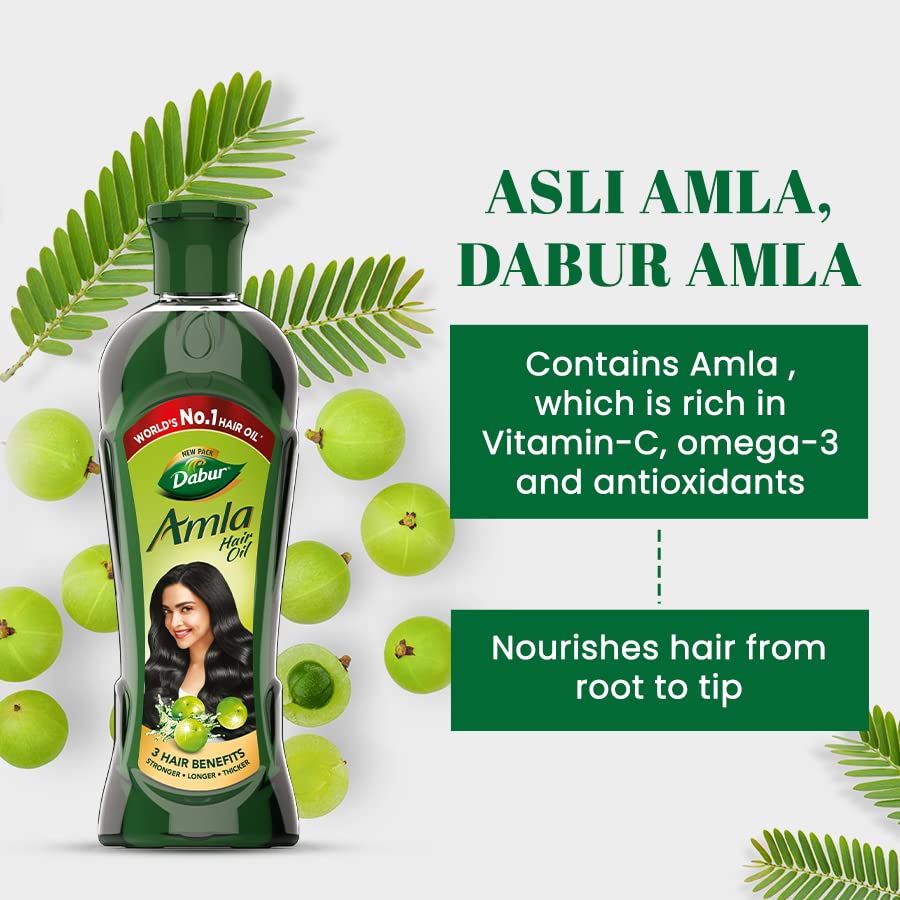 ASLI AMLA,
DABUR AMLA
Contains Amla ,
which is rich in
Vitamin-C, omega-3
and antioxidants
Nourishes hair from
root to tip
WORLD'S No.1 HAIR OIL*
NEW PACK
Dabur
Amla
Hair
Oil
3 HAIR BENEFITS
STRONGER • LONGER • THICKER